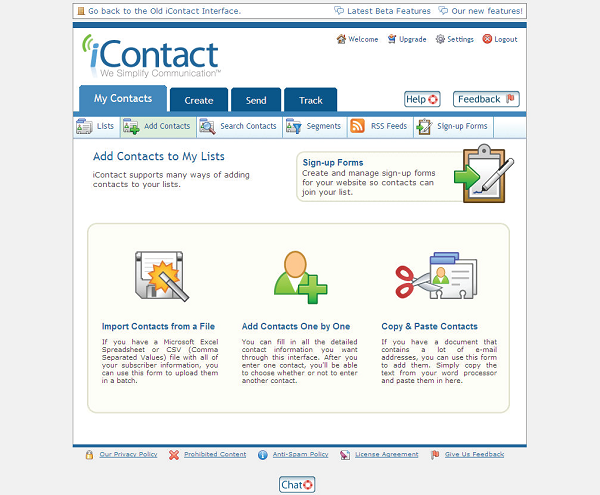 Go back to the Old iContact Interface.
Latest Beta Features
Our new features!
iContact
We Simplify Communication™
Welcome
Upgrade
Settings
Logout
My Contacts
Create
Send
Track
Help
Feedback
Lists
Add Contacts
Search Contacts
Segments
RSS Feeds
Sign-up Forms
Add Contacts to My Lists
iContact supports many ways of adding
contacts to your lists.
Sign-up Forms
Create and manage sign-up forms
for your website so contacts can
join your list.
Import Contacts from a File
If you have a Microsoft Excel
Spreadsheet or CSV (Comma
Separated Values) file with all of
your subscriber information, you
can use this form to upload them
in a batch.
Add Contacts One by One
You can fill in all the detailed
contact information you want
through this interface. After you
enter one contact, you'll be able
to choose whether or not to enter
another contact.
Copy & Paste Contacts
If you have a document that
contains a lot of e-mail
addresses, you can use this form
to add them. Simply copy the
text from your word processor
and paste them in here.
Our Privacy Policy
Prohibited Content
Anti-Spam Policy
License Agreement
Give Us Feedback
Chat